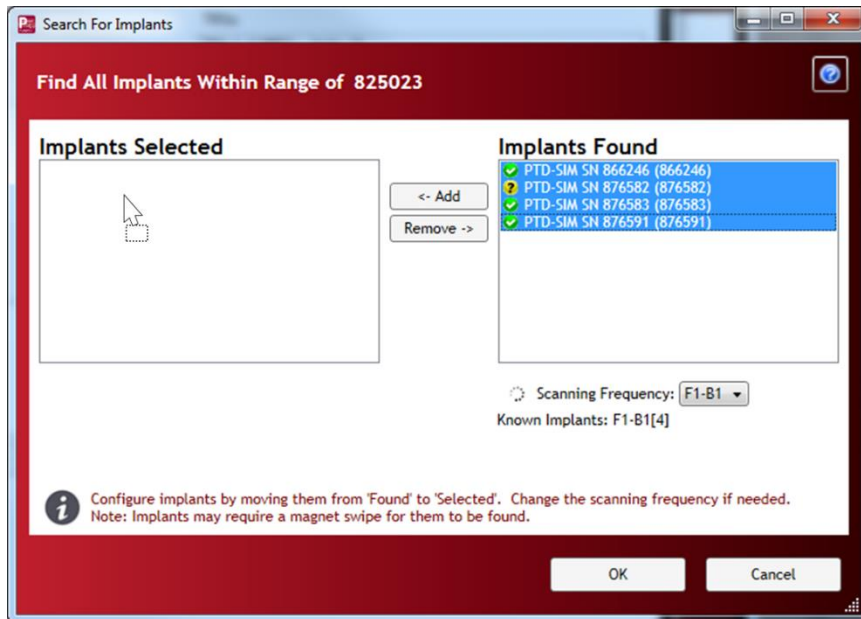 Search For Implants
Find All Implants Within Range of 825023
Implants Selected
Implants Found
PTD-SIM SN 866246 (866246)
PTD-SIM SN 876582 (876582)
PTD-SIM SN 876583 (876583)
PTD-SIM SN 876591 (876591)
<- Add
Remove ->
Scanning Frequency: F1-B1
Known Implants: F1-B1[4]
Configure implants by moving them from 'Found' to 'Selected'. Change the scanning frequency if needed.
Note: Implants may require a magnet swipe for them to be found.
OK
Cancel